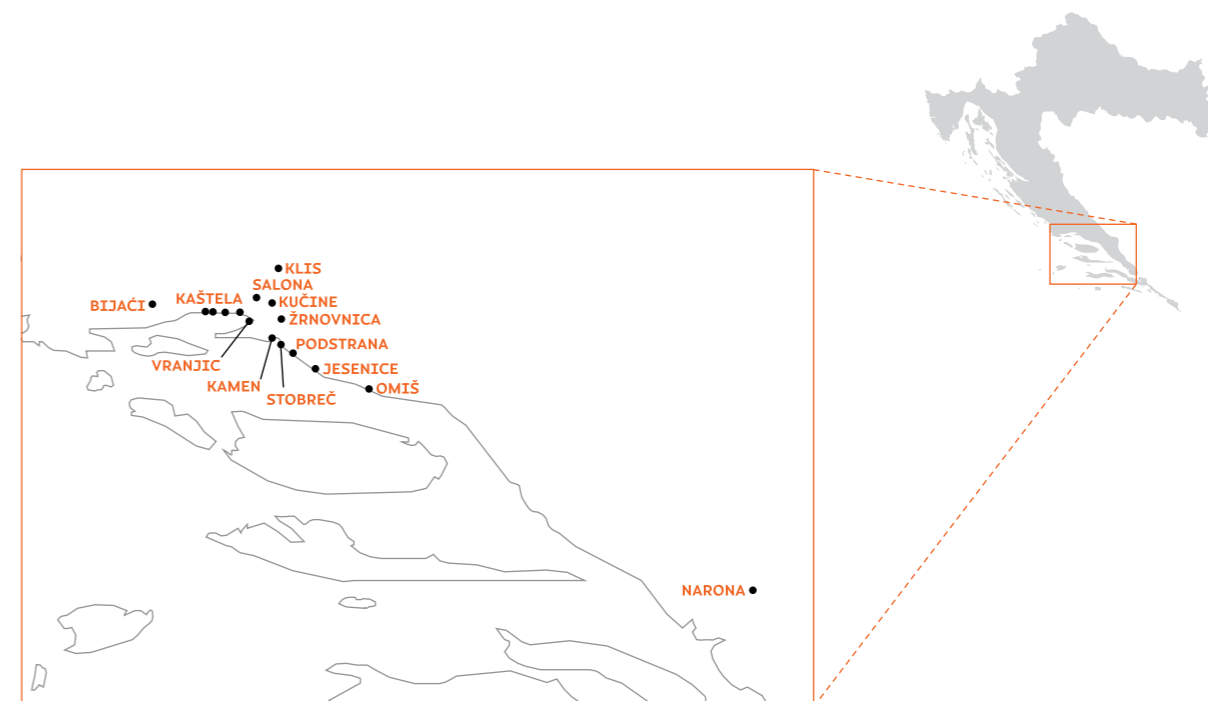 KLIS
SALONA
KAŠTELA
KUČINE
BIJAĆI
ŽRNOVNICA
PODSTRANA
VRANJIC
JESENICE
KAMEN
OMIŠ
STOBREČ
NARONA